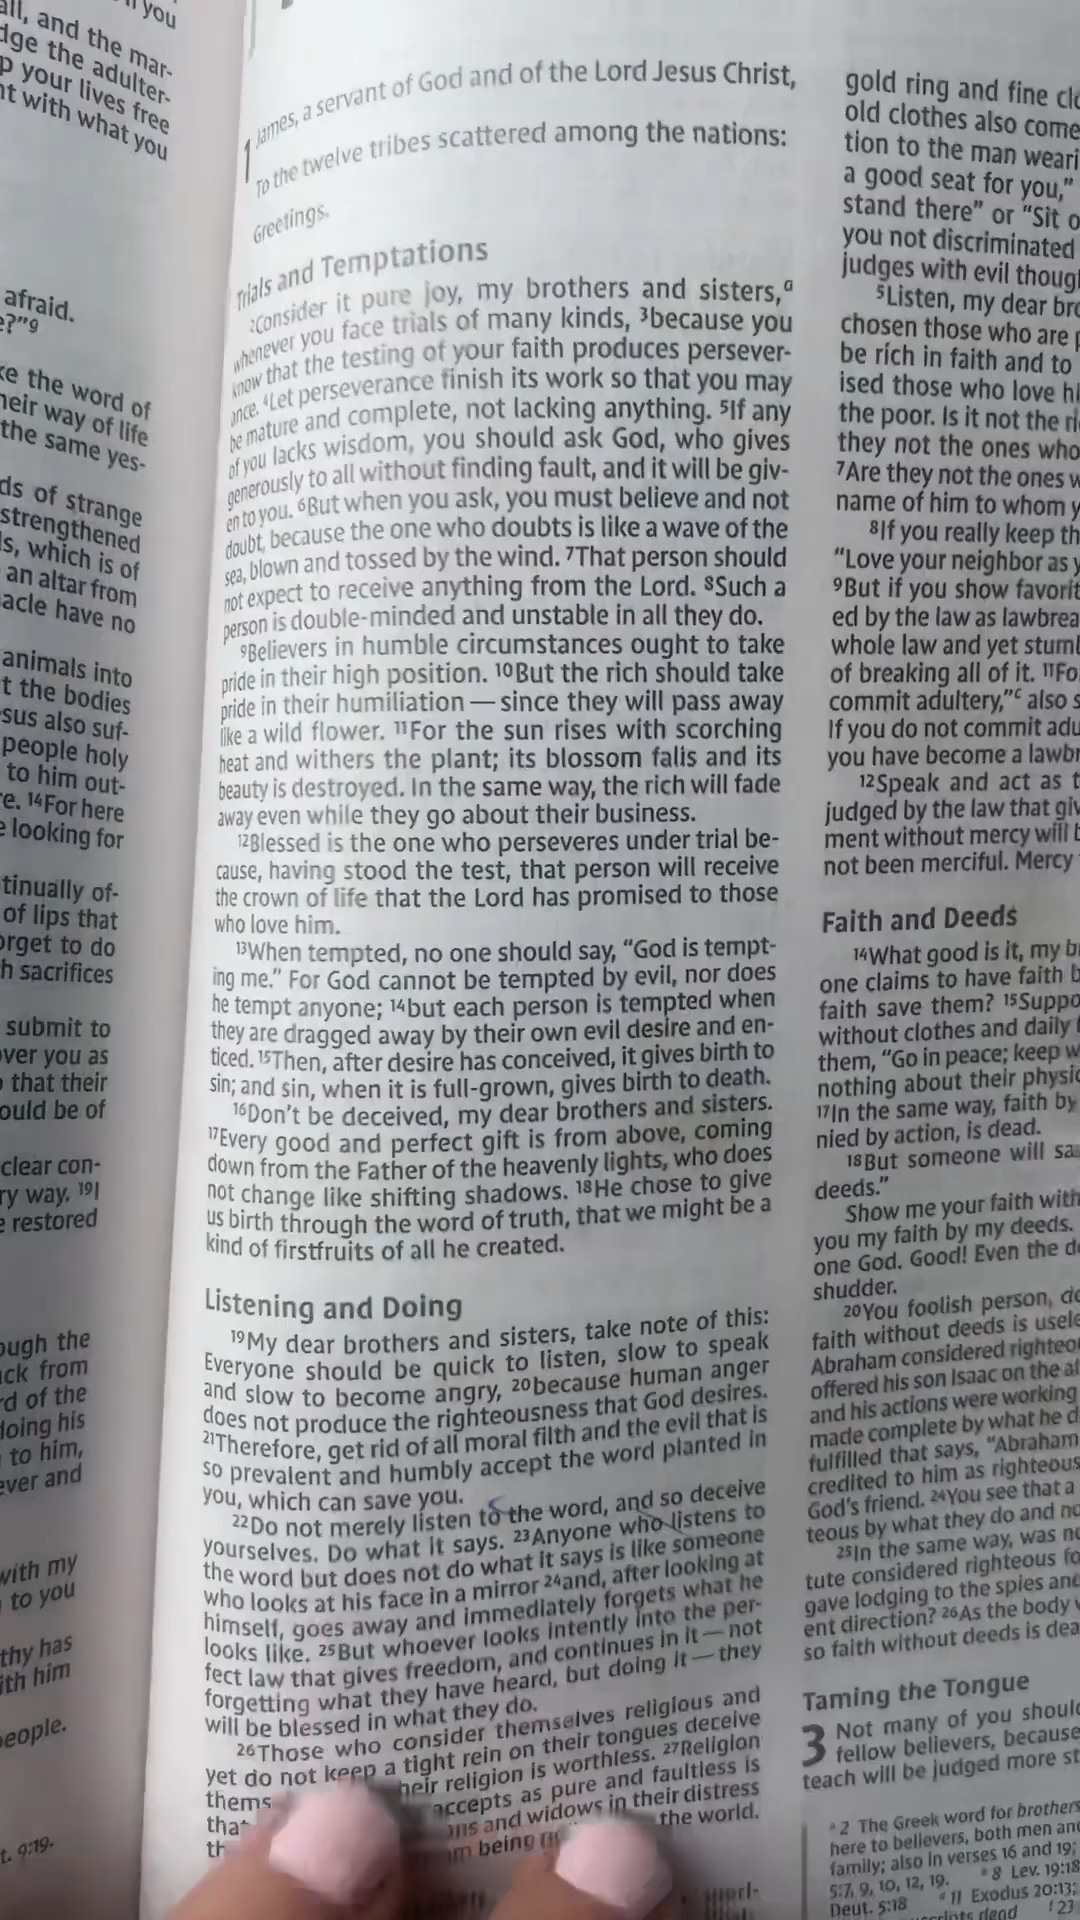 you
all, and the mar-
dge the adulter-
p your lives free
nt with what you
afraid.
e?”g
ke the word of
heir way of life
the same yes-
ds of strange
strengthened
ls, which is of
an altar from
acle have no
animals into
t the bodies
sus also suf-
people holy
to him out-
re. 14For here
e looking for
tinually of-
of lips that
orget to do
h sacrifices
submit to
over you as
that their
ould be of
clear con-
ry way. 19I
e restored
ough the
ack from
rd of the
doing his
to him,
ever and
with my
to you
thy has
ith him
people.
t. 9:19.
1 James, a servant of God and of the Lord Jesus Christ,
To the twelve tribes scattered among the nations:
Greetings.
Trials and Temptations
2Consider it pure joy, my brothers and sisters,a
whenever you face trials of many kinds, 3because you
know that the testing of your faith produces persever-
ance. 4Let perseverance finish its work so that you may
be mature and complete, not lacking anything. 5If any
of you lacks wisdom, you should ask God, who gives
generously to all without finding fault, and it will be giv-
en to you. 6But when you ask, you must believe and not
doubt, because the one who doubts is like a wave of the
sea, blown and tossed by the wind. 7That person should
not expect to receive anything from the Lord. 8Such a
person is double-minded and unstable in all they do.
9Believers in humble circumstances ought to take
pride in their high position. 10But the rich should take
pride in their humiliation — since they will pass away
like a wild flower. 11For the sun rises with scorching
heat and withers the plant; its blossom falls and its
beauty is destroyed. In the same way, the rich will fade
away even while they go about their business.
12Blessed is the one who perseveres under trial be-
cause, having stood the test, that person will receive
the crown of life that the Lord has promised to those
who love him.
13When tempted, no one should say, “God is tempt-
ing me.” For God cannot be tempted by evil, nor does
he tempt anyone; 14but each person is tempted when
they are dragged away by their own evil desire and en-
ticed. 15Then, after desire has conceived, it gives birth to
sin; and sin, when it is full-grown, gives birth to death.
16Don’t be deceived, my dear brothers and sisters.
17Every good and perfect gift is from above, coming
down from the Father of the heavenly lights, who does
not change like shifting shadows. 18He chose to give
us birth through the word of truth, that we might be a
kind of firstfruits of all he created.
Listening and Doing
19My dear brothers and sisters, take note of this:
Everyone should be quick to listen, slow to speak
and slow to become angry, 20because human anger
does not produce the righteousness that God desires.
21Therefore, get rid of all moral filth and the evil that is
so prevalent and humbly accept the word planted in
you, which can save you.
22Do not merely listen to the word, and so deceive
yourselves. Do what it says. 23Anyone who listens to
the word but does not do what it says is like someone
who looks at his face in a mirror 24and, after looking at
himself, goes away and immediately forgets what he
looks like. 25But whoever looks intently into the per-
fect law that gives freedom, and continues in it — not
forgetting what they have heard, but doing it — they
will be blessed in what they do.
26Those who consider themselves religious and
yet do not keep a tight rein on their tongues deceive
thems heir religion is worthless. 27Religion
that accepts as pure and faultless is
th ans and widows in their distress
m being the world.
gold ring and fine clo
old clothes also come
tion to the man weari
a good seat for you,”
stand there” or “Sit o
you not discriminated
judges with evil though
5Listen, my dear bro
chosen those who are p
be rich in faith and to
ised those who love hi
the poor. Is it not the ri
they not the ones who
7Are they not the ones w
name of him to whom y
8If you really keep th
“Love your neighbor as y
9But if you show favorit
ed by the law as lawbrea
whole law and yet stumb
of breaking all of it. 11Fo
commit adultery,”c also s
If you do not commit adu
you have become a lawbr
12Speak and act as t
judged by the law that giv
ment without mercy will b
not been merciful. Mercy
Faith and Deeds
14What good is it, my br
one claims to have faith b
faith save them? 15Suppo
without clothes and daily f
them, “Go in peace; keep w
nothing about their physic
17In the same way, faith by
nied by action, is dead.
18But someone will sa
deeds.”
Show me your faith with
you my faith by my deeds.
one God. Good! Even the de
shudder.
20You foolish person, do
faith without deeds is usele
Abraham considered righteou
offered his son Isaac on the al
and his actions were working
made complete by what he d
fulfilled that says, “Abraham
credited to him as righteous
God’s friend. 24You see that a
teous by what they do and no
25In the same way, was no
tute considered righteous fo
gave lodging to the spies and
ent direction? 26As the body w
so faith without deeds is dea
Taming the Tongue
3 Not many of you should
fellow believers, because
teach will be judged more st
a 2 The Greek word for brothers
here to believers, both men and
family; also in verses 16 and 19;
5:7, 9, 10, 12, 19. 8 Lev. 19:18
Deut. 5:18 d 11 Exodus 20:13;
dead f 23